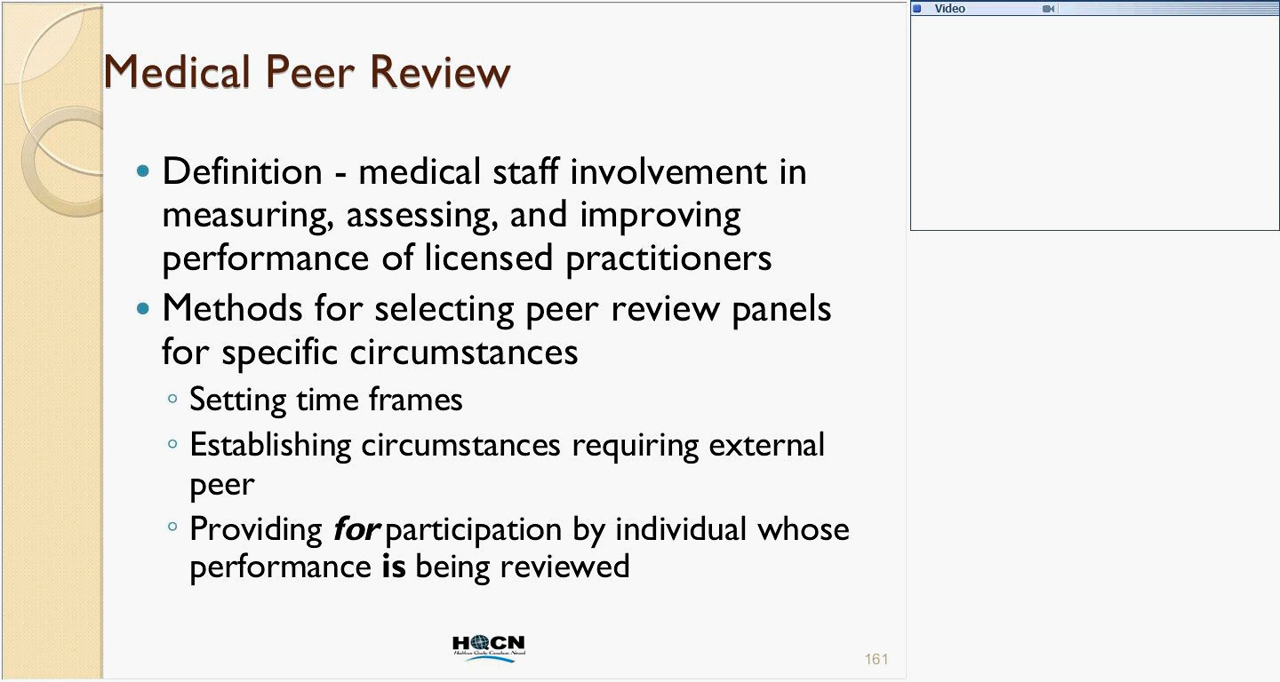 Medical Peer Review
• Definition - medical staff involvement in
measuring, assessing, and improving
performance of licensed practitioners
• Methods for selecting peer review panels
for specific circumstances
◦ Setting time frames
◦ Establishing circumstances requiring external
peer
◦ Providing for participation by individual whose
performance is being reviewed
HQCN
161
Video